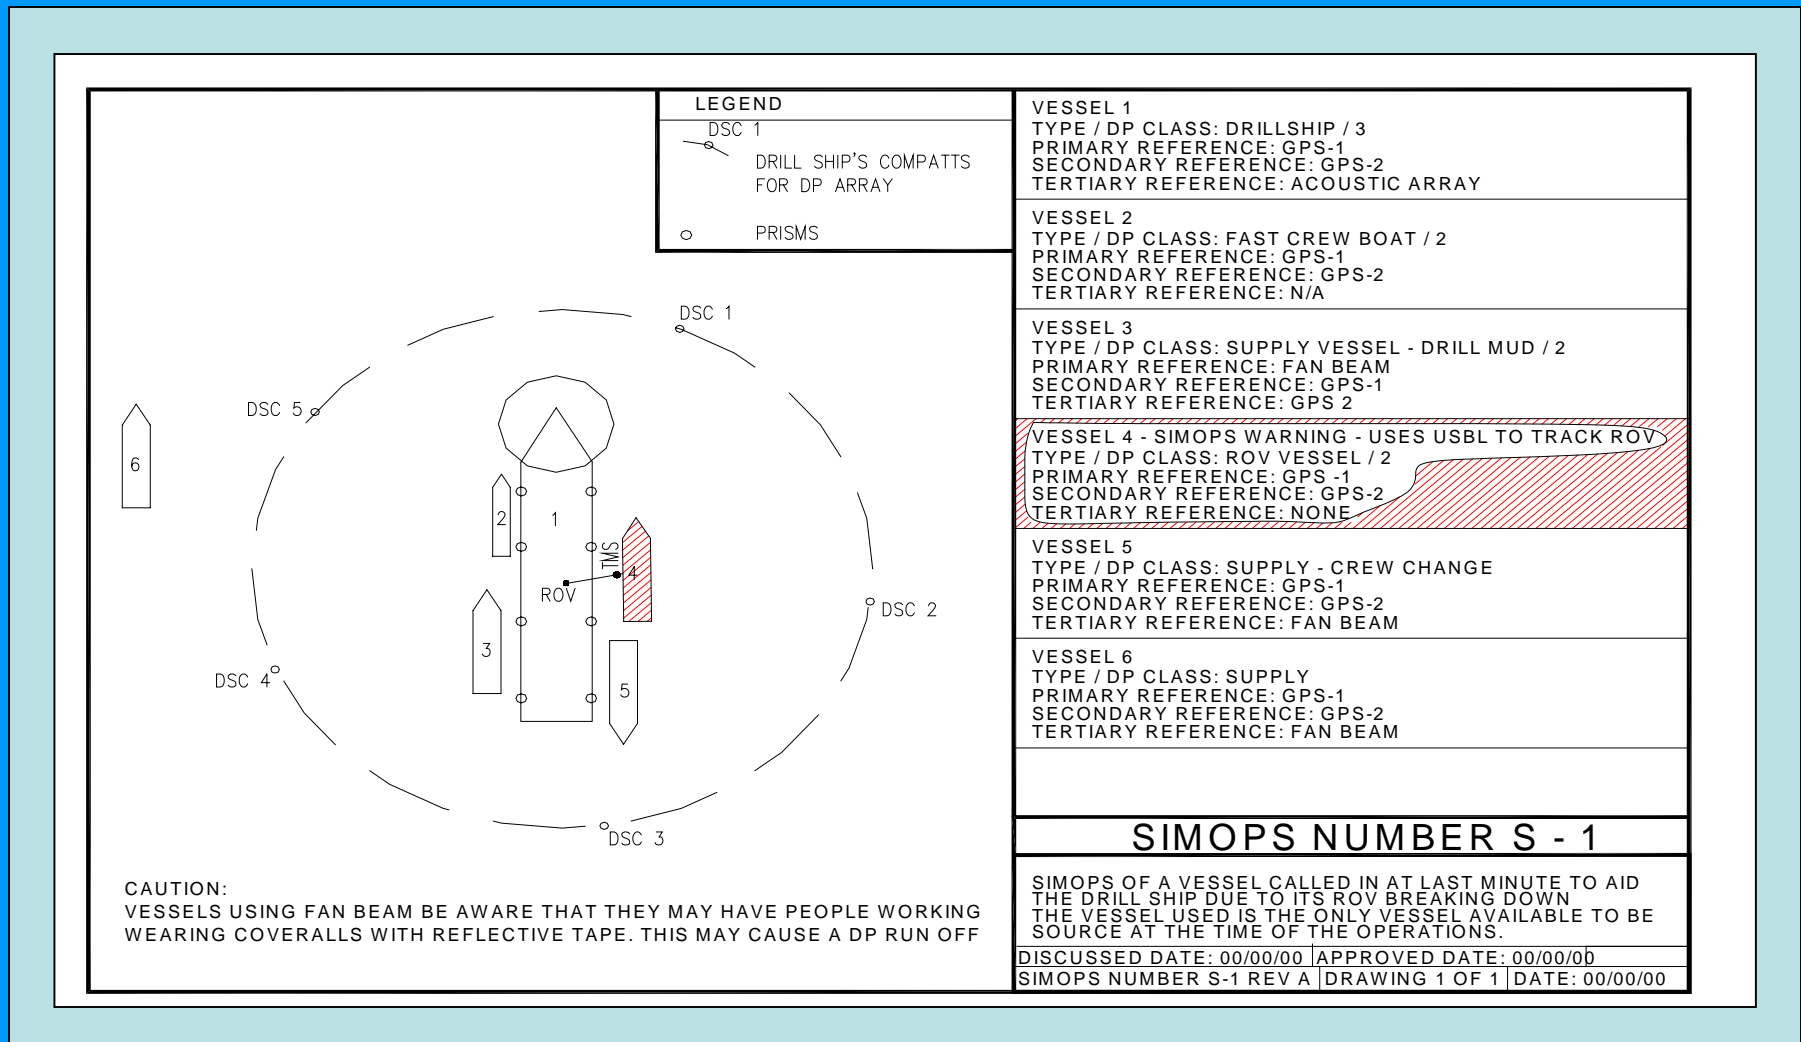 LEGEND
DSC 1
DRILL SHIP'S COMPATTS
FOR DP ARRAY
PRISMS
DSC 1
DSC 5
6
2
1
TMS
4
ROV
DSC 2
3
DSC 4
5
DSC 3
CAUTION:
VESSELS USING FAN BEAM BE AWARE THAT THEY MAY HAVE PEOPLE WORKING
WEARING COVERALLS WITH REFLECTIVE TAPE. THIS MAY CAUSE A DP RUN OFF
VESSEL 1
TYPE / DP CLASS: DRILLSHIP / 3
PRIMARY REFERENCE: GPS-1
SECONDARY REFERENCE: GPS-2
TERTIARY REFERENCE: ACOUSTIC ARRAY
VESSEL 2
TYPE / DP CLASS: FAST CREW BOAT / 2
PRIMARY REFERENCE: GPS-1
SECONDARY REFERENCE: GPS-2
TERTIARY REFERENCE: N/A
VESSEL 3
TYPE / DP CLASS: SUPPLY VESSEL - DRILL MUD / 2
PRIMARY REFERENCE: FAN BEAM
SECONDARY REFERENCE: GPS-1
TERTIARY REFERENCE: GPS 2
VESSEL 4 - SIMOPS WARNING - USES USBL TO TRACK ROV
TYPE / DP CLASS: ROV VESSEL / 2
PRIMARY REFERENCE: GPS -1
SECONDARY REFERENCE: GPS-2
TERTIARY REFERENCE: NONE
VESSEL 5
TYPE / DP CLASS: SUPPLY - CREW CHANGE
PRIMARY REFERENCE: GPS-1
SECONDARY REFERENCE: GPS-2
TERTIARY REFERENCE: FAN BEAM
VESSEL 6
TYPE / DP CLASS: SUPPLY
PRIMARY REFERENCE: GPS-1
SECONDARY REFERENCE: GPS-2
TERTIARY REFERENCE: FAN BEAM
SIMOPS NUMBER S - 1
SIMOPS OF A VESSEL CALLED IN AT LAST MINUTE TO AID
THE DRILL SHIP DUE TO ITS ROV BREAKING DOWN
THE VESSEL USED IS THE ONLY VESSEL AVAILABLE TO BE
SOURCE AT THE TIME OF THE OPERATIONS.
DISCUSSED DATE: 00/00/00 APPROVED DATE: 00/00/00
SIMOPS NUMBER S-1 REV A DRAWING 1 OF 1 DATE: 00/00/00